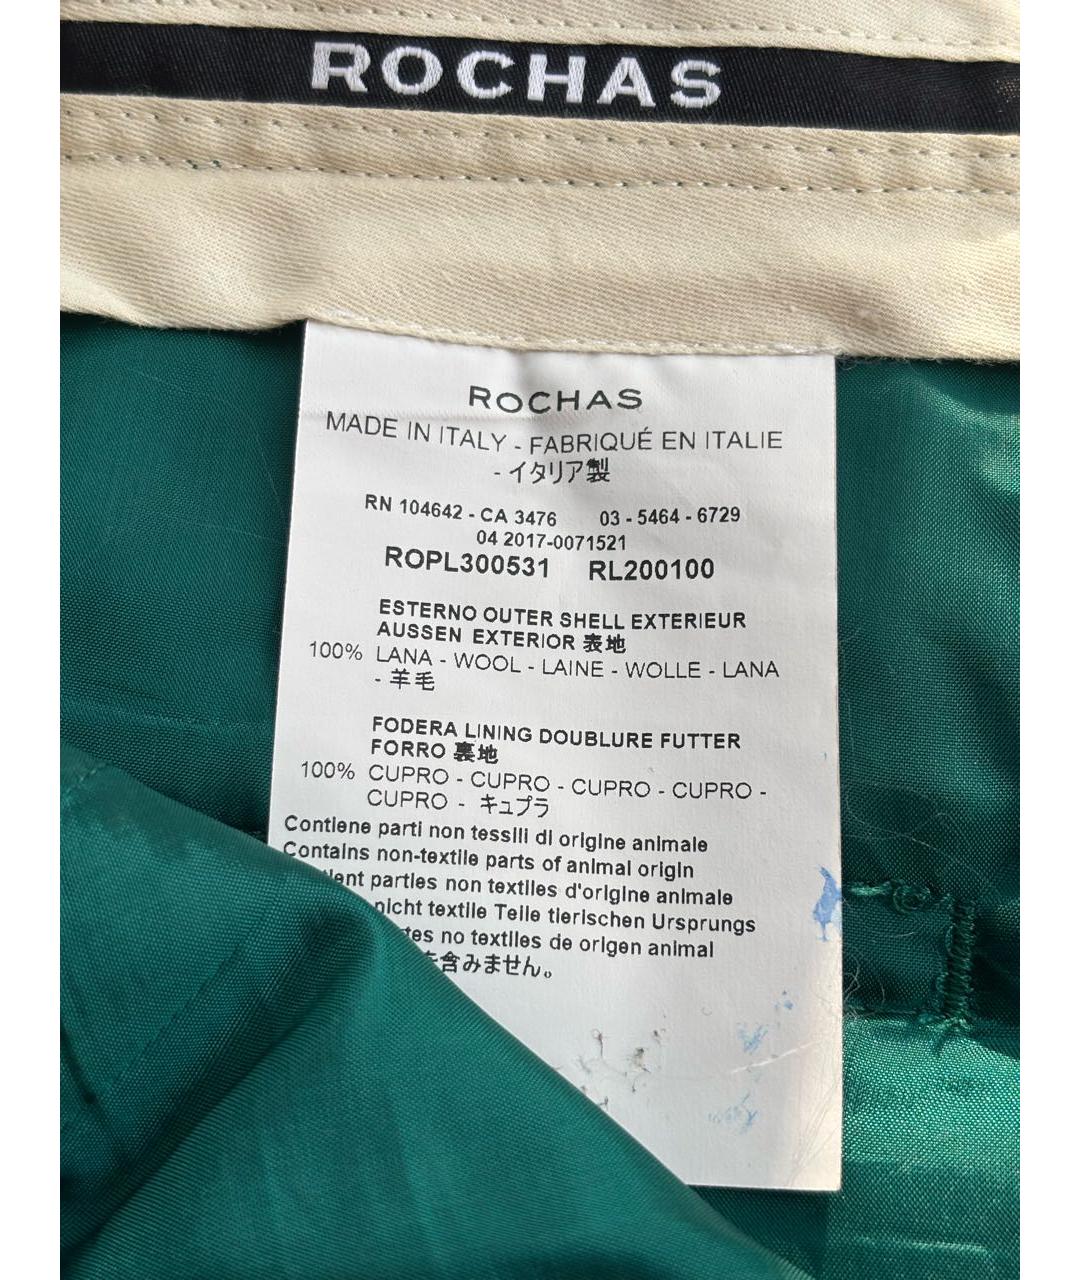 ROCHAS
ROCHAS
MADE IN ITALY - FABRIQUÉ EN ITALIE
- イタリア製
RN 104642 - CA 3476 03 - 5464 - 6729
04 2017-0071521
ROPL300531 RL200100
ESTERNO OUTER SHELL EXTERIEUR
AUSSEN EXTERIOR 表地
100% LANA - WOOL - LAINE - WOLLE - LANA
- 羊毛
FODERA LINING DOUBLURE FUTTER
FORRO 裏地
100% CUPRO - CUPRO - CUPRO - CUPRO -
CUPRO - キュプラ
Contiene parti non tessili di origine animale
Contains non-textile parts of animal origin
parties non textiles d'origine animale
nicht textile Teile tierischen Ursprungs
no textiles de origen animal
を含みません。